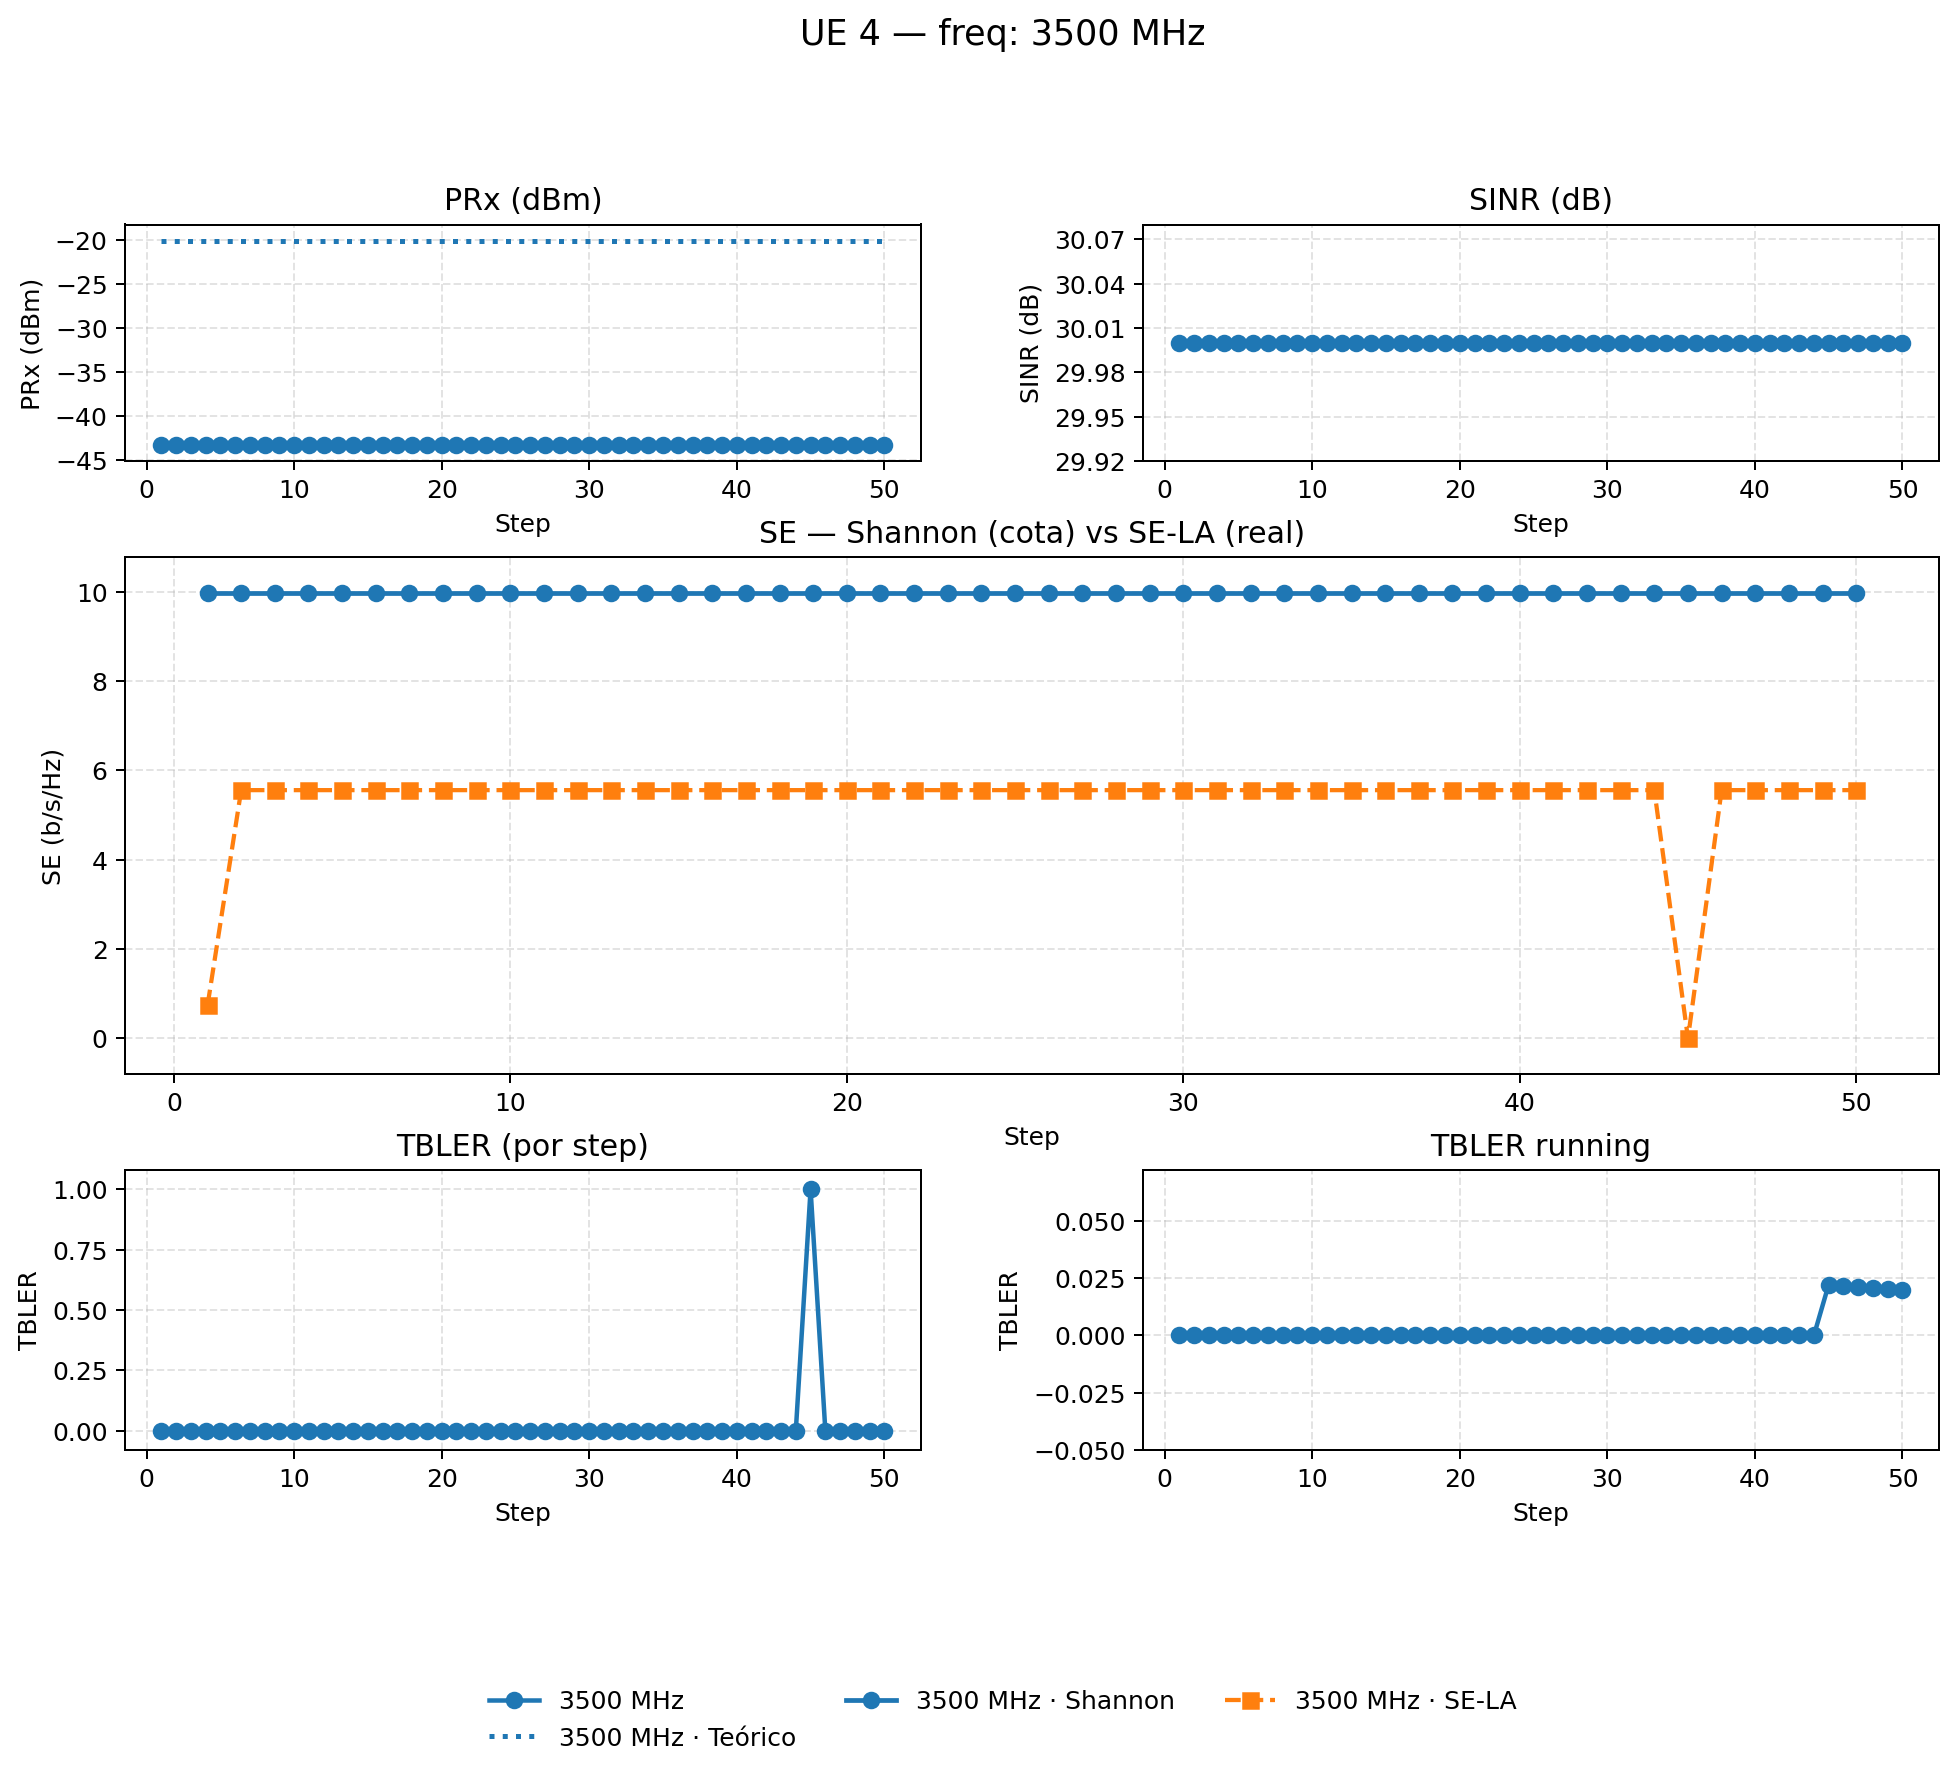 UE 4 — freq: 3500 MHz
PRx (dBm)
PRx (dBm)
−20
−25
−30
−35
−40
−45
0 10 20 30 40 50
Step
SINR (dB)
SINR (dB)
30.07
30.04
30.01
29.98
29.95
29.92
0 10 20 30 40 50
Step
SE — Shannon (cota) vs SE-LA (real)
SE (b/s/Hz)
10
8
6
4
2
0
0 10 20 30 40 50
Step
TBLER (por step)
TBLER
1.00
0.75
0.50
0.25
0.00
0 10 20 30 40 50
Step
TBLER running
TBLER
0.050
0.025
0.000
−0.025
−0.050
0 10 20 30 40 50
Step
3500 MHz
3500 MHz · Teórico
3500 MHz · Shannon
3500 MHz · SE-LA